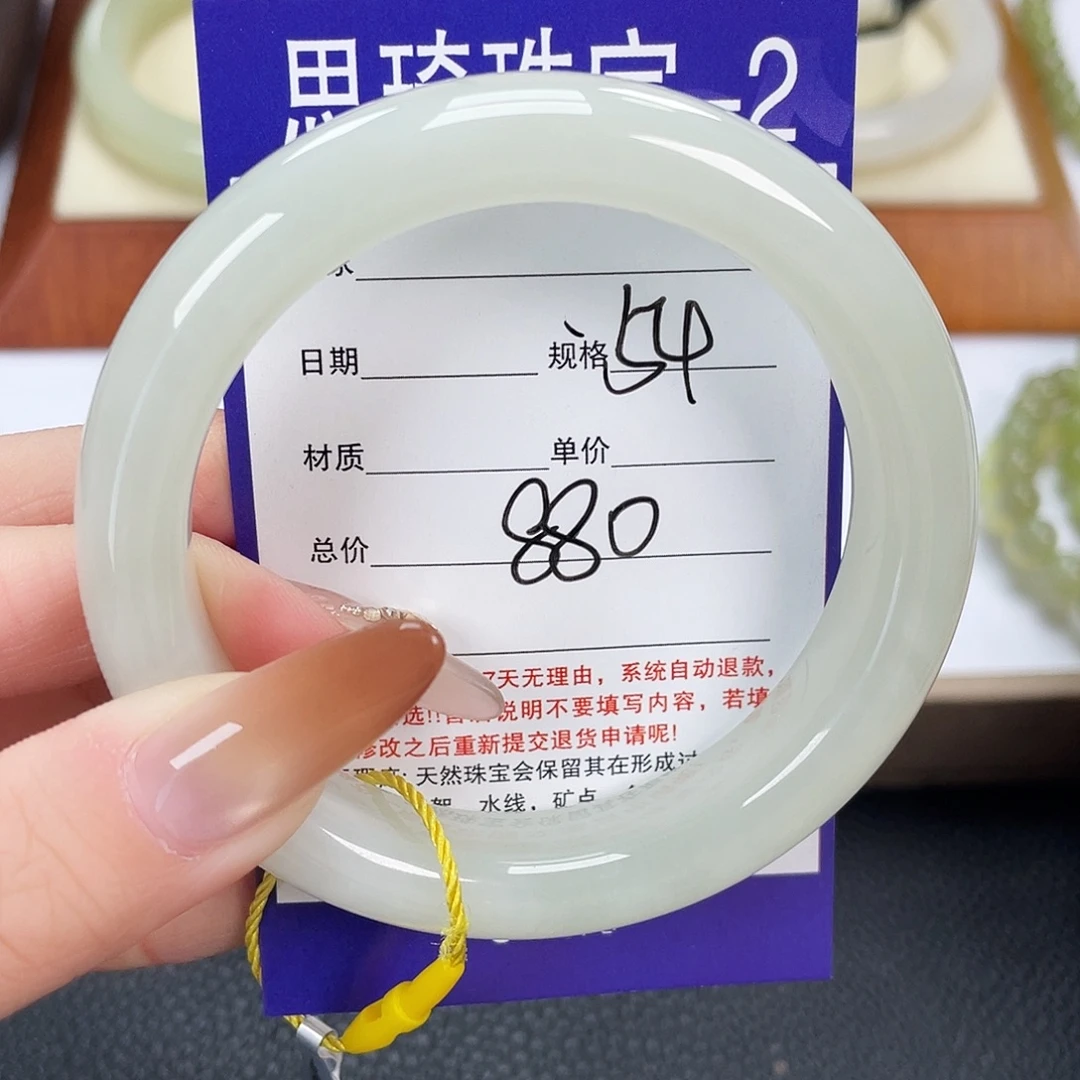 思琦珠宝-2
日期 规格 54
材质 单价
总价 880
7天无理由，系统自动退款，
说明不要填写内容，若填
修改之后重新提交退货申请呢!
天然珠宝会保留其在形成过
水线，矿点